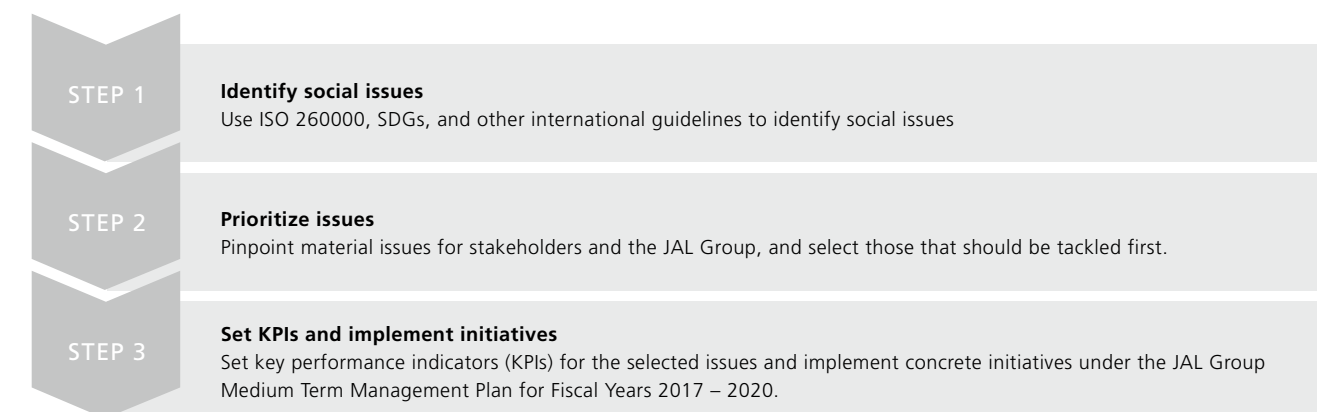 STEP 1
Identify social issues
Use ISO 260000, SDGs, and other international guidelines to identify social issues
STEP 2
Prioritize issues
Pinpoint material issues for stakeholders and the JAL Group, and select those that should be tackled first.
STEP 3
Set KPIs and implement initiatives
Set key performance indicators (KPIs) for the selected issues and implement concrete initiatives under the JAL Group
Medium Term Management Plan for Fiscal Years 2017 – 2020.